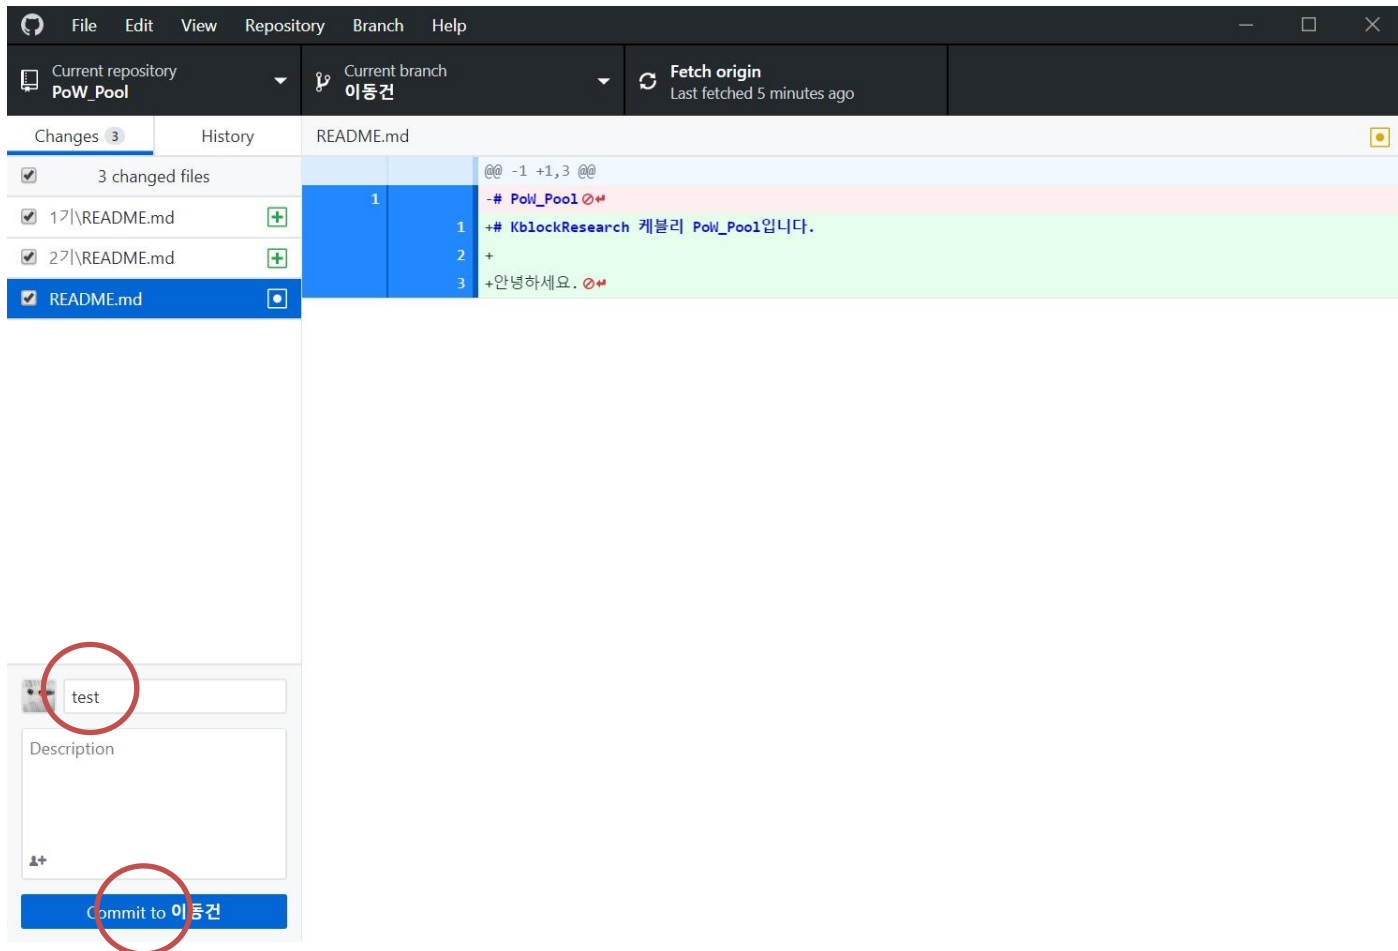 File Edit View Repository Branch Help
Current repository
PoW_Pool
Current branch
이동건
Fetch origin
Last fetched 5 minutes ago
Changes 3
History
README.md
3 changed files
1기\README.md
2기\README.md
README.md
@@ -1 +1,3 @@
1 -# PoW_Pool
1 +# KblockResearch 케블리 PoW_Pool입니다.
2 +
3 +안녕하세요.
test
Description
Commit to 이동건